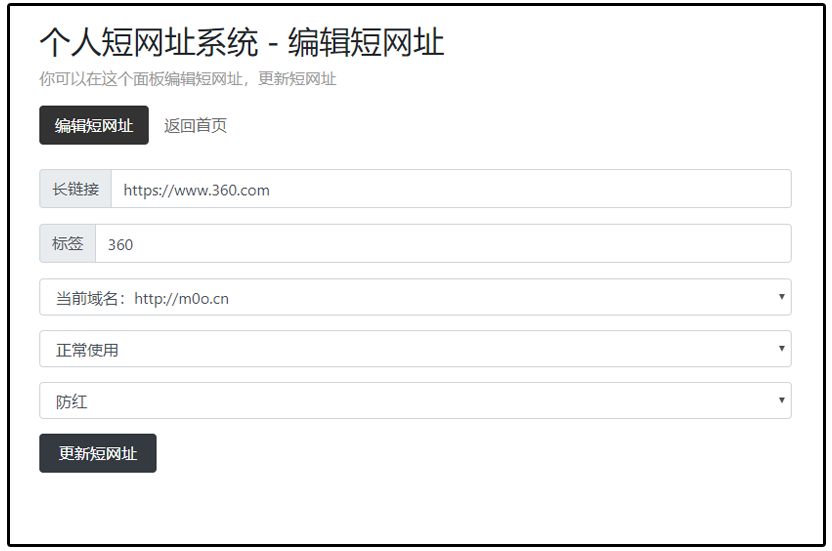 个人短网址系统 - 编辑短网址
你可以在这个面板编辑短网址，更新短网址
编辑短网址 返回首页
长链接 https://www.360.com
标签 360
当前域名：http://m0o.cn
正常使用
防红
更新短网址